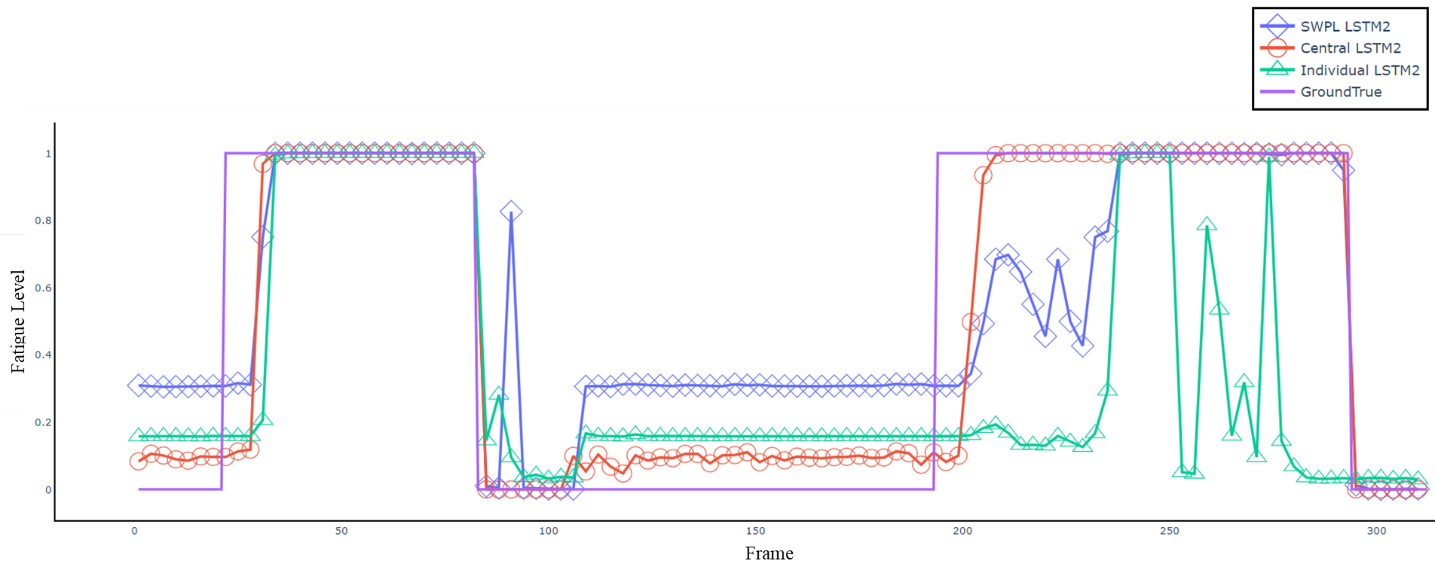 SWPL LSTM2
Central LSTM2
Individual LSTM2
GroundTrue
1
0.8
0.6
0.4
0.2
0
Fatigue Level
0 50 100 150 200 250 300
Frame